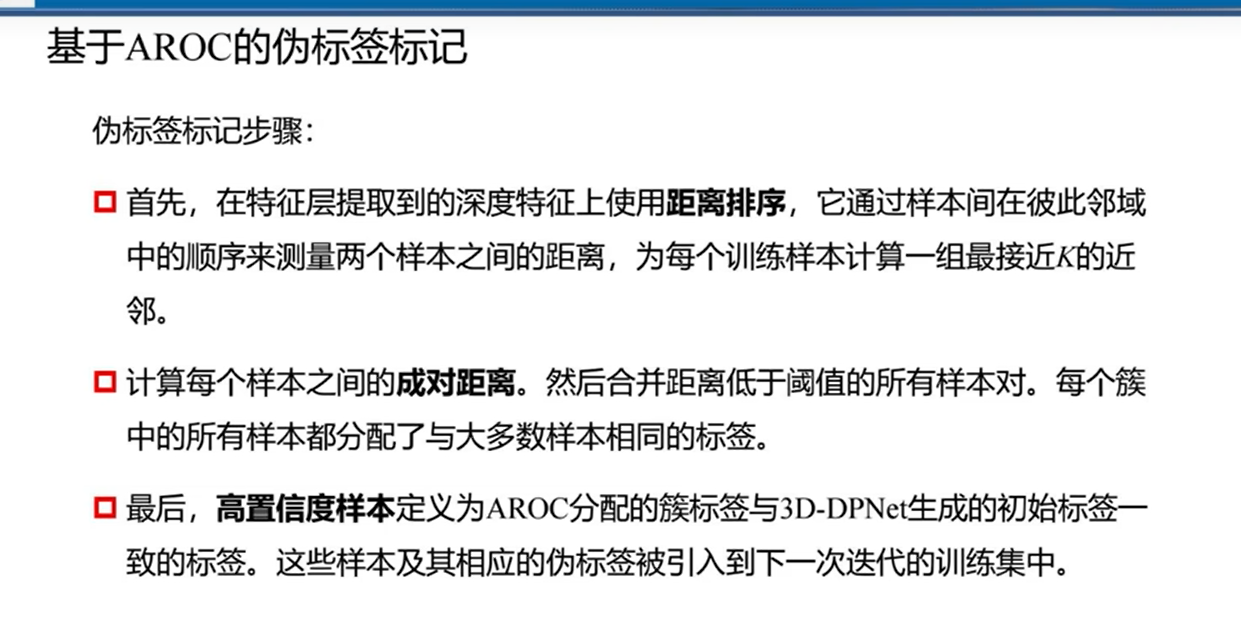 基于AROC的伪标签标记
伪标签标记步骤：
首先，在特征层提取到的深度特征上使用距离排序，它通过样本间在彼此邻域
中的顺序来测量两个样本之间的距离，为每个训练样本计算一组最接近K的近
邻。
计算每个样本之间的成对距离。然后合并距离低于阈值的所有样本对。每个簇
中的所有样本都分配了与大多数样本相同的标签。
最后，高置信度样本定义为AROC分配的簇标签与3D-DPNet生成的初始标签一
致的标签。这些样本及其相应的伪标签被引入到下一次迭代的训练集中。